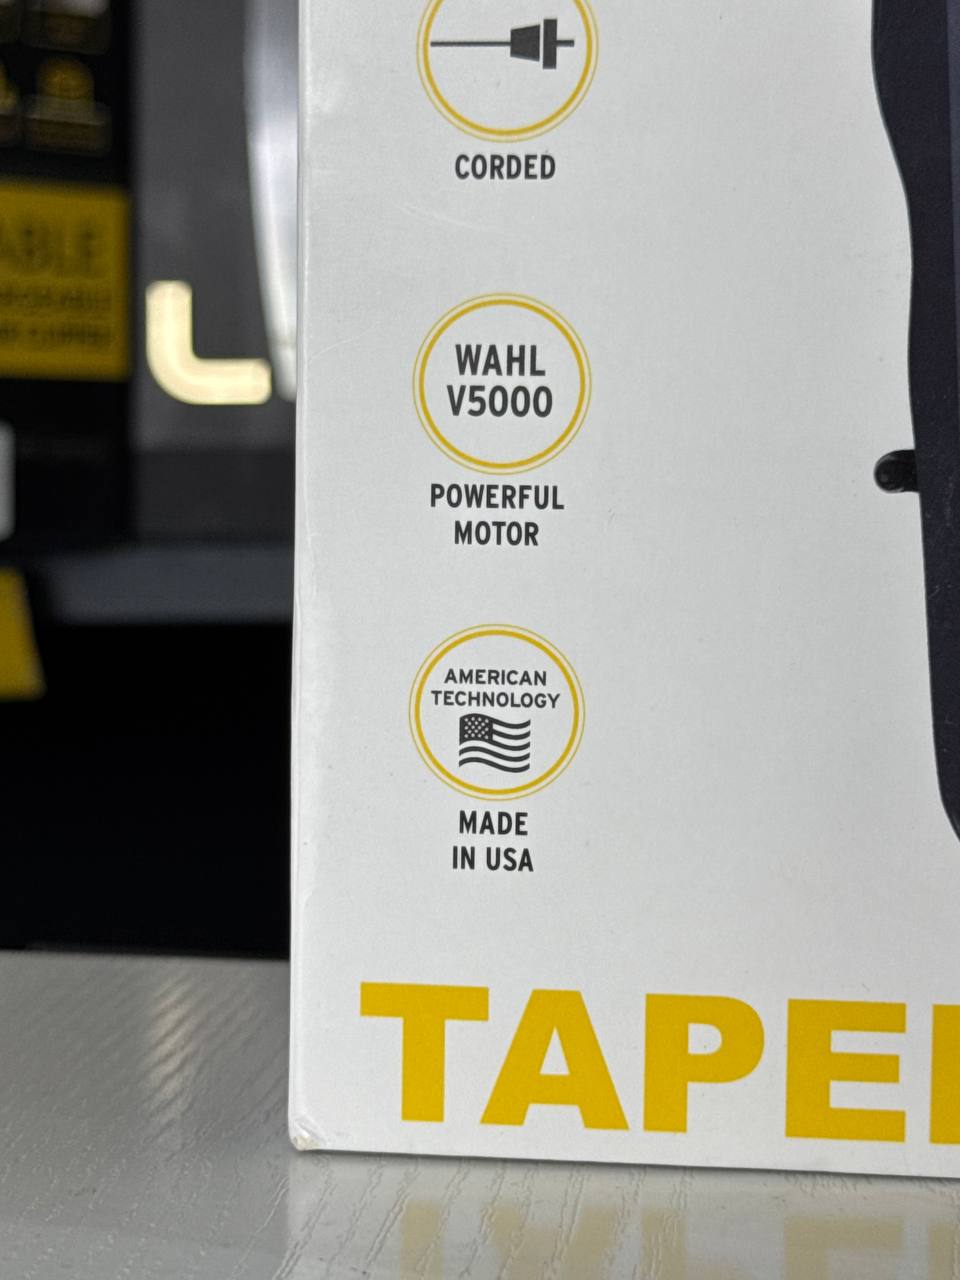 CORDED
WAHL
V5000
POWERFUL
MOTOR
AMERICAN
TECHNOLOGY
MADE
IN USA
TAPE